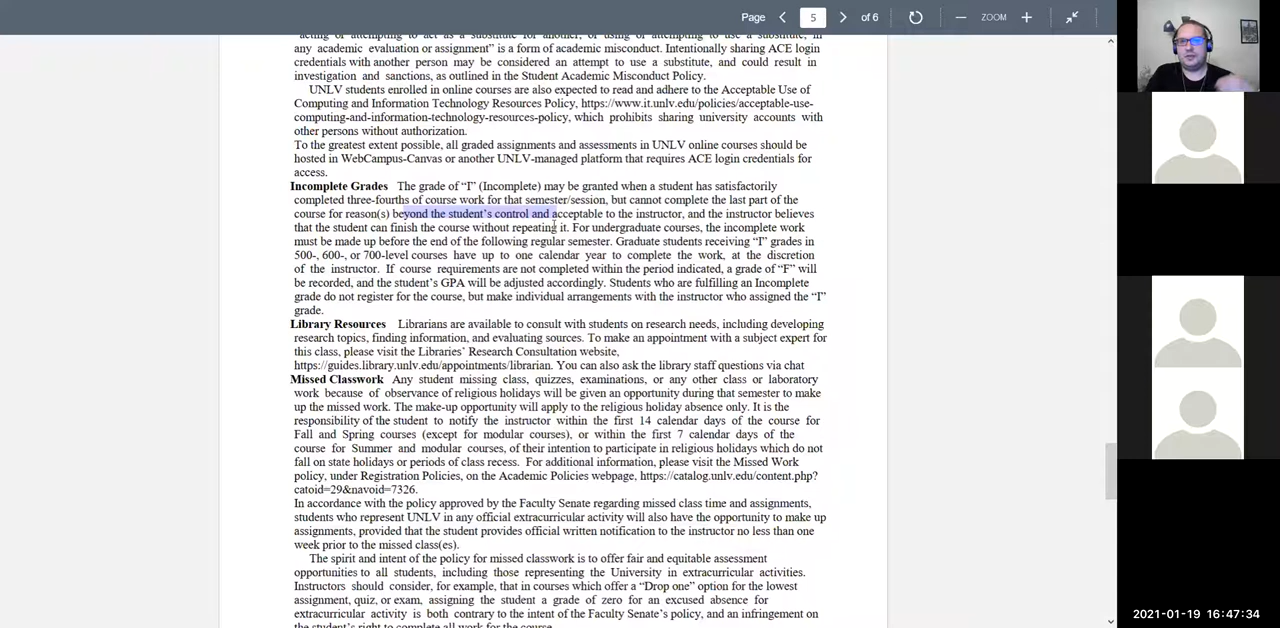 Page 5 of 6 ZOOM
"acting or attempting to act as a substitute for another, or using or attempting to use a substitute, in
any academic evaluation or assignment" is a form of academic misconduct. Intentionally sharing ACE login
credentials with another person may be considered an attempt to use a substitute, and could result in
investigation and sanctions, as outlined in the Student Academic Misconduct Policy.
UNLV students enrolled in online courses are also expected to read and adhere to the Acceptable Use of
Computing and Information Technology Resources Policy, https://www.it.unlv.edu/policies/acceptable-use-
computing-and-information-technology-resources-policy, which prohibits sharing university accounts with
other persons without authorization.
To the greatest extent possible, all graded assignments and assessments in UNLV online courses should be
hosted in WebCampus-Canvas or another UNLV-managed platform that requires ACE login credentials for
access.
Incomplete Grades The grade of "I" (Incomplete) may be granted when a student has satisfactorily
completed three-fourths of course work for that semester/session, but cannot complete the last part of the
course for reason(s) beyond the student's control and acceptable to the instructor, and the instructor believes
that the student can finish the course without repeating it. For undergraduate courses, the incomplete work
must be made up before the end of the following regular semester. Graduate students receiving "I" grades in
500-, 600-, or 700-level courses have up to one calendar year to complete the work, at the discretion
of the instructor. If course requirements are not completed within the period indicated, a grade of "F" will
be recorded, and the student's GPA will be adjusted accordingly. Students who are fulfilling an Incomplete
grade do not register for the course, but make individual arrangements with the instructor who assigned the "I"
grade.
Library Resources Librarians are available to consult with students on research needs, including developing
research topics, finding information, and evaluating sources. To make an appointment with a subject expert for
this class, please visit the Libraries' Research Consultation website,
https://guides.library.unlv.edu/appointments/librarian. You can also ask the library staff questions via chat
Missed Classwork Any student missing class, quizzes, examinations, or any other class or laboratory
work because of observance of religious holidays will be given an opportunity during that semester to make
up the missed work. The make-up opportunity will apply to the religious holiday absence only. It is the
responsibility of the student to notify the instructor within the first 14 calendar days of the course for
Fall and Spring courses (except for modular courses), or within the first 7 calendar days of the
course for Summer and modular courses, of their intention to participate in religious holidays which do not
fall on state holidays or periods of class recess. For additional information, please visit the Missed Work
policy, under Registration Policies, on the Academic Policies webpage, https://catalog.unlv.edu/content.php?
catoid=29&navoid=7326.
In accordance with the policy approved by the Faculty Senate regarding missed class time and assignments,
students who represent UNLV in any official extracurricular activity will also have the opportunity to make up
assignments, provided that the student provides official written notification to the instructor no less than one
week prior to the missed class(es).
The spirit and intent of the policy for missed classwork is to offer fair and equitable assessment
opportunities to all students, including those representing the University in extracurricular activities.
Instructors should consider, for example, that in courses which offer a "Drop one" option for the lowest
assignment, quiz, or exam, assigning the student a grade of zero for an excused absence for
extracurricular activity is both contrary to the intent of the Faculty Senate's policy, and an infringement on
the student's right to complete all work for the course.
2021-01-19 16:47:34